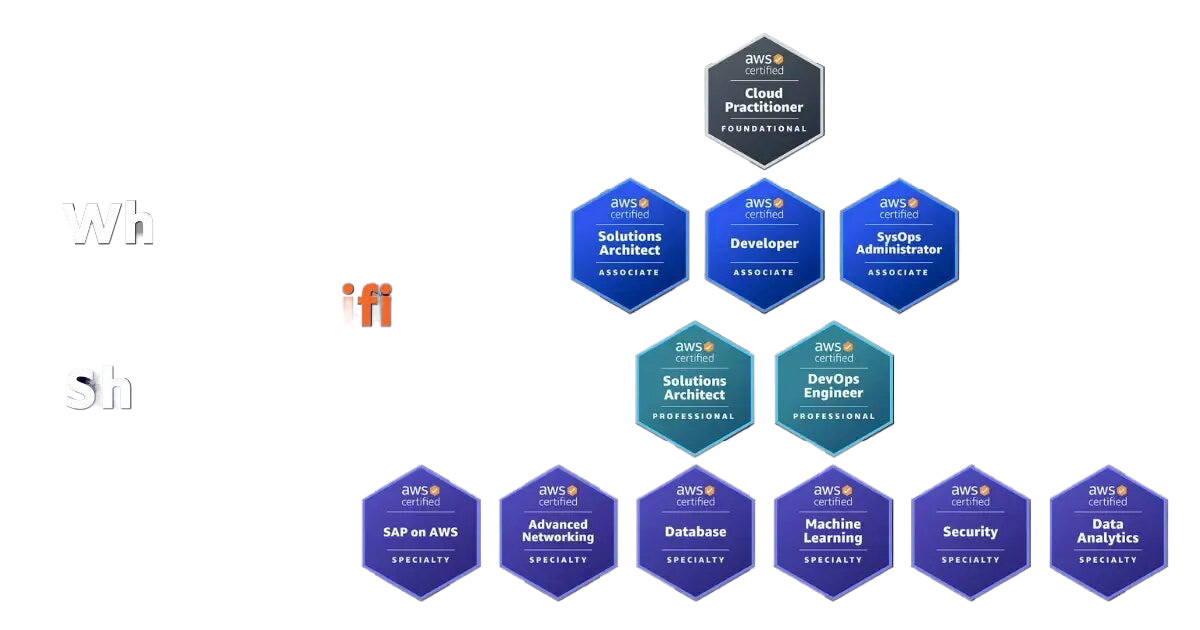 aws
certified
Cloud
Practitioner
FOUNDATIONAL
Wh
ifi
Sh
aws
certified
Solutions
Architect
ASSOCIATE
aws
certified
Developer
ASSOCIATE
aws
certified
SysOps
Administrator
ASSOCIATE
aws
certified
Solutions
Architect
PROFESSIONAL
aws
certified
DevOps
Engineer
PROFESSIONAL
aws
certified
SAP on AWS
SPECIALTY
aws
certified
Advanced
Networking
SPECIALTY
aws
certified
Database
SPECIALTY
aws
certified
Machine
Learning
SPECIALTY
aws
certified
Security
SPECIALTY
aws
certified
Data
Analytics
SPECIALTY